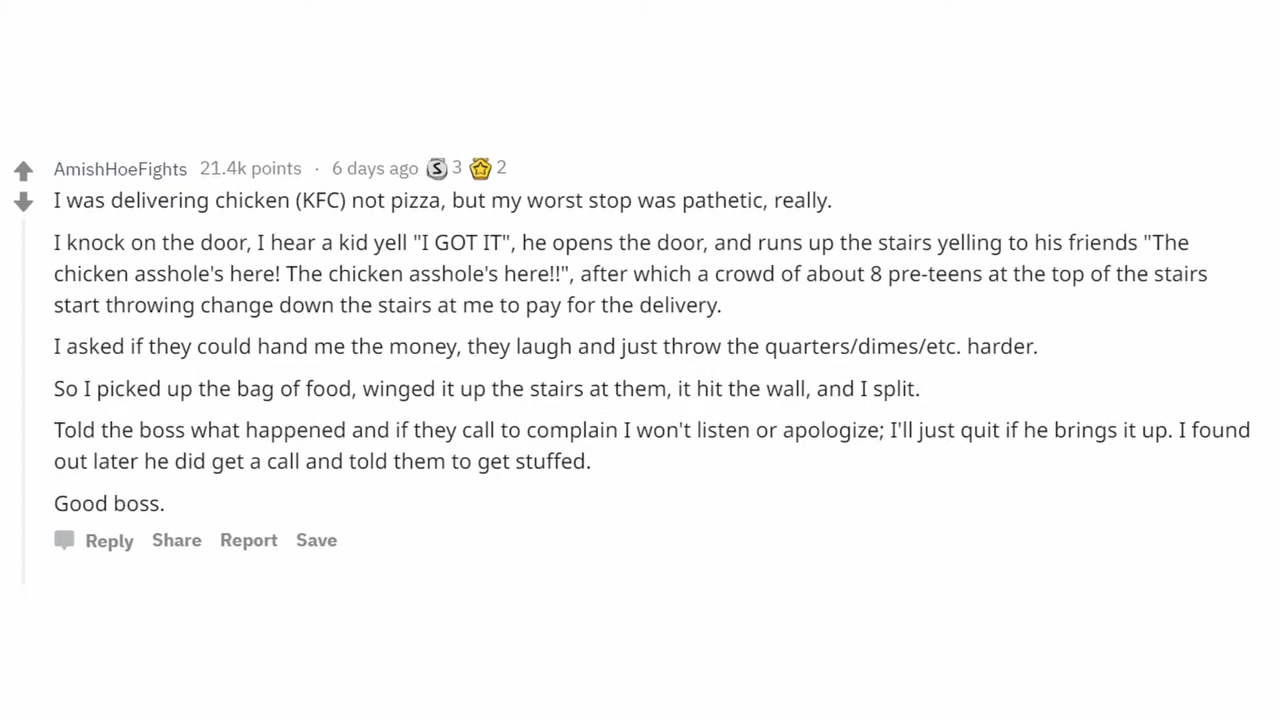 AmishHoeFights 21.4k points · 6 days ago S 3 2
I was delivering chicken (KFC) not pizza, but my worst stop was pathetic, really.
I knock on the door, I hear a kid yell "I GOT IT", he opens the door, and runs up the stairs yelling to his friends "The
chicken asshole's here! The chicken asshole's here!!", after which a crowd of about 8 pre-teens at the top of the stairs
start throwing change down the stairs at me to pay for the delivery.
I asked if they could hand me the money, they laugh and just throw the quarters/dimes/etc. harder.
So I picked up the bag of food, winged it up the stairs at them, it hit the wall, and I split.
Told the boss what happened and if they call to complain I won't listen or apologize; I'll just quit if he brings it up. I found
out later he did get a call and told them to get stuffed.
Good boss.
Reply Share Report Save